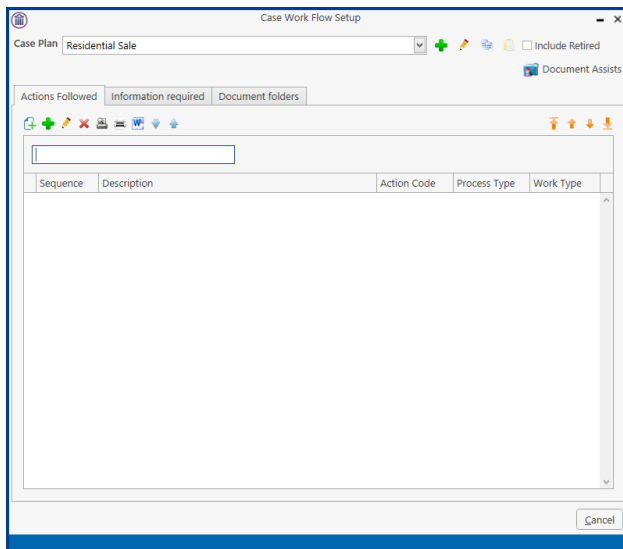 Case Work Flow Setup
Case Plan Residential Sale Include Retired
Document Assists
Actions Followed Information required Document folders
Sequence Description Action Code Process Type Work Type
Cancel